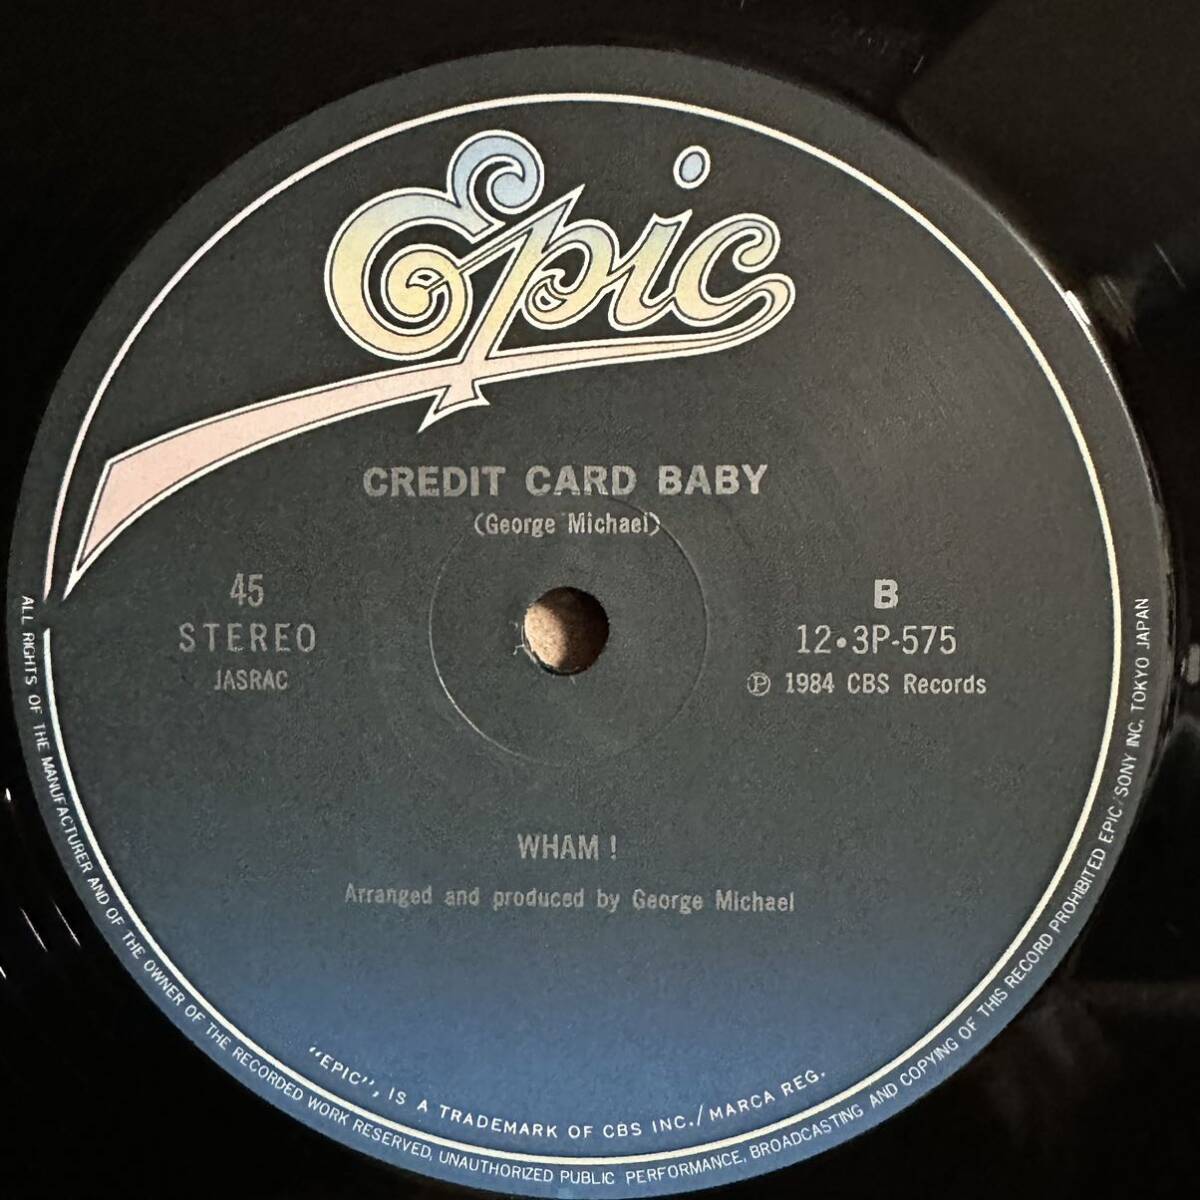 Epic
CREDIT CARD BABY
(George Michael)
45
STEREO
JASRAC
B
12•3P-575
Ⓟ 1984 CBS Records
WHAM !
Arranged and produced by George Michael
"EPIC", IS A TRADEMARK OF CBS INC./MARCA REG.
ALL RIGHTS OF THE MANUFACTURER AND OF THE OWNER OF THE RECORDED WORK RESERVED, UNAUTHORIZED PUBLIC PERFORMANCE, BROADCASTING AND COPYING OF THIS RECORD PROHIBITED EPIC/SONY INC. TOKYO JAPAN